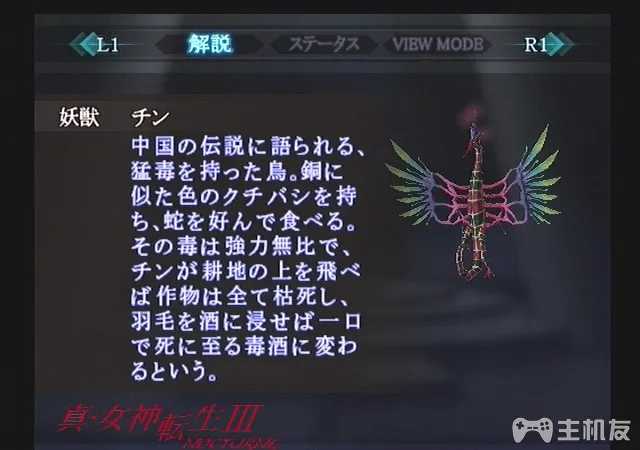 L1 解説 ステータス VIEW MODE R1
妖獣 チン
中国の伝説に語られる、
猛毒を持った鳥。銅に
似た色のクチバシを持
ち、蛇を好んで食べる。
その毒は強力無比で、
チンが耕地の上を飛べ
ば作物は全て枯死し、
羽毛を酒に浸せば一口
で死に至る毒酒に変わ
るという。
真・女神転生III
NOCTURNE
主机友